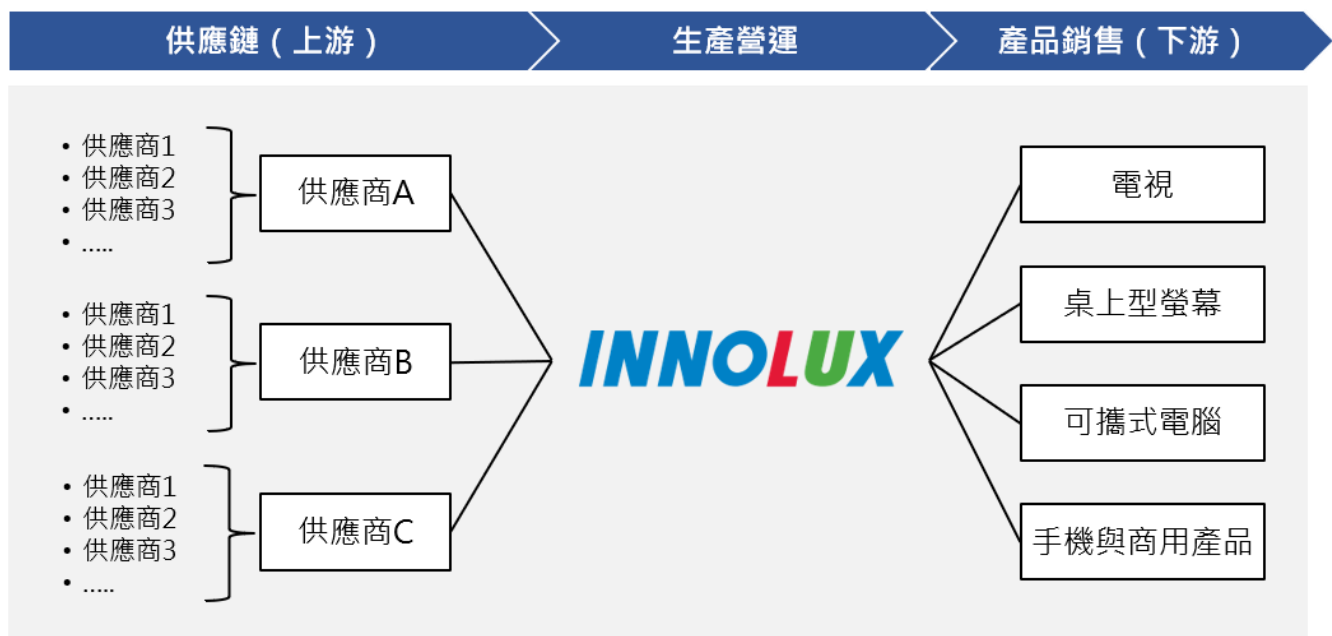 供應鏈（上游）
生產營運
產品銷售（下游）
• 供應商1
• 供應商2
• 供應商3
• .....
供應商A
• 供應商1
• 供應商2
• 供應商3
• .....
供應商B
• 供應商1
• 供應商2
• 供應商3
• .....
供應商C
INNOLUX
電視
桌上型螢幕
可攜式電腦
手機與商用產品